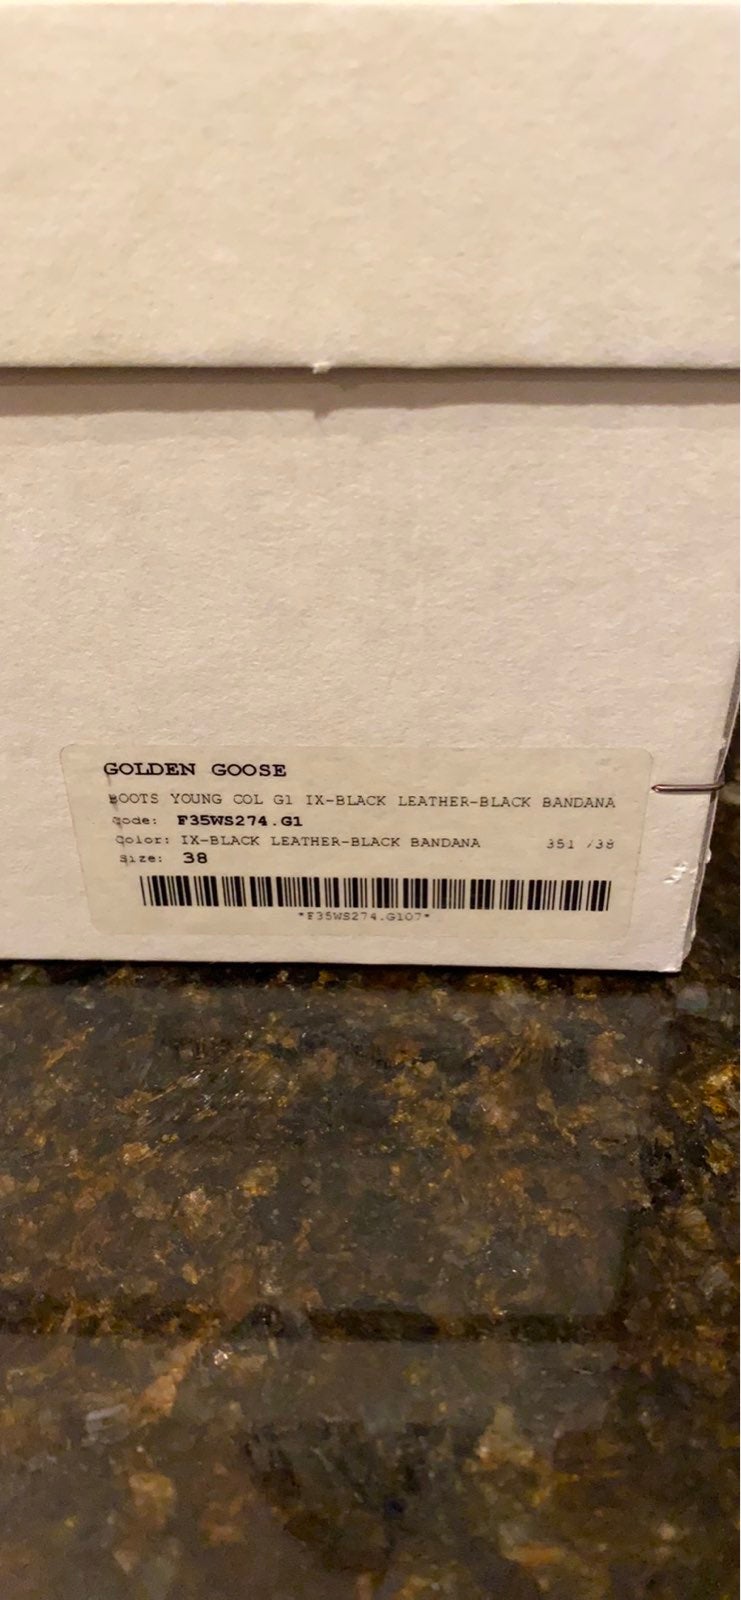 GOLDEN GOOSE
BOOTS YOUNG COL G1 IX-BLACK LEATHER-BLACK BANDANA
Code: F35WS274.G1
Color: IX-BLACK LEATHER-BLACK BANDANA 351 /38
Size: 38
*F35WS274.G107*